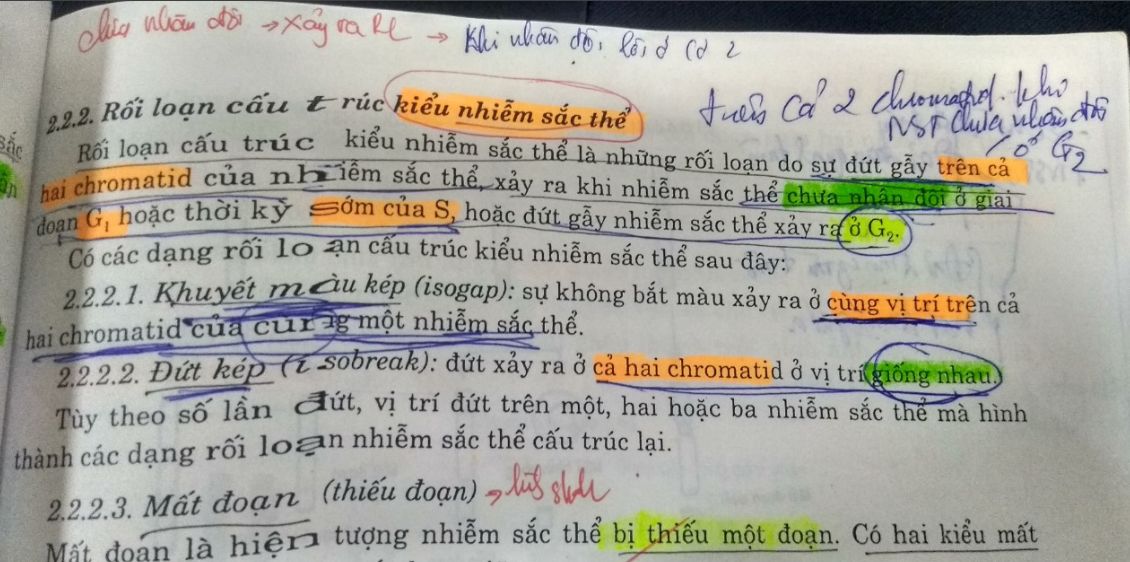 chưa nhân đôi → xảy ra RL → Khi nhân đôi, lỗi ở cả 2
trên cả 2 chromatid. khi
NST chưa nhân đôi
ở G2
2.2.2. Rối loạn cấu trúc kiểu nhiễm sắc thể
Rối loạn cấu trúc kiểu nhiễm sắc thể là những rối loạn do sự đứt gẫy trên cả
hai chromatid của nhiễm sắc thể, xảy ra khi nhiễm sắc thể chưa nhân đôi ở giai
đoạn G₁ hoặc thời kỳ sớm của S, hoặc đứt gẫy nhiễm sắc thể xảy ra ở G₂.
Có các dạng rối loạn cấu trúc kiểu nhiễm sắc thể sau đây:
2.2.2.1. Khuyết màu kép (isogap): sự không bắt màu xảy ra ở cùng vị trí trên cả
hai chromatid của cùng một nhiễm sắc thể.
2.2.2.2. Đứt kép (isobreak): đứt xảy ra ở cả hai chromatid ở vị trí giống nhau.
Tùy theo số lần đứt, vị trí đứt trên một, hai hoặc ba nhiễm sắc thể mà hình
thành các dạng rối loạn nhiễm sắc thể cấu trúc lại.
2.2.2.3. Mất đoạn (thiếu đoạn) →
Mất đoạn là hiện tượng nhiễm sắc thể bị thiếu một đoạn. Có hai kiểu mất